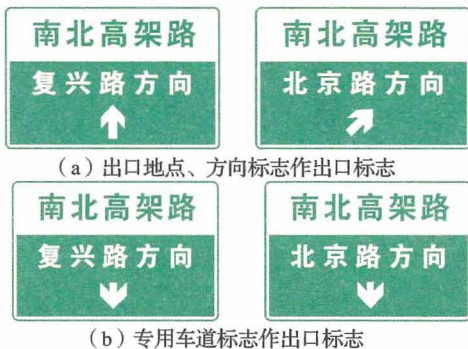 南北高架路 南北高架路
复兴路方向 北京路方向
(a)出口地点、方向标志作出口标志
南北高架路 南北高架路
复兴路方向 北京路方向
(b)专用车道标志作出口标志